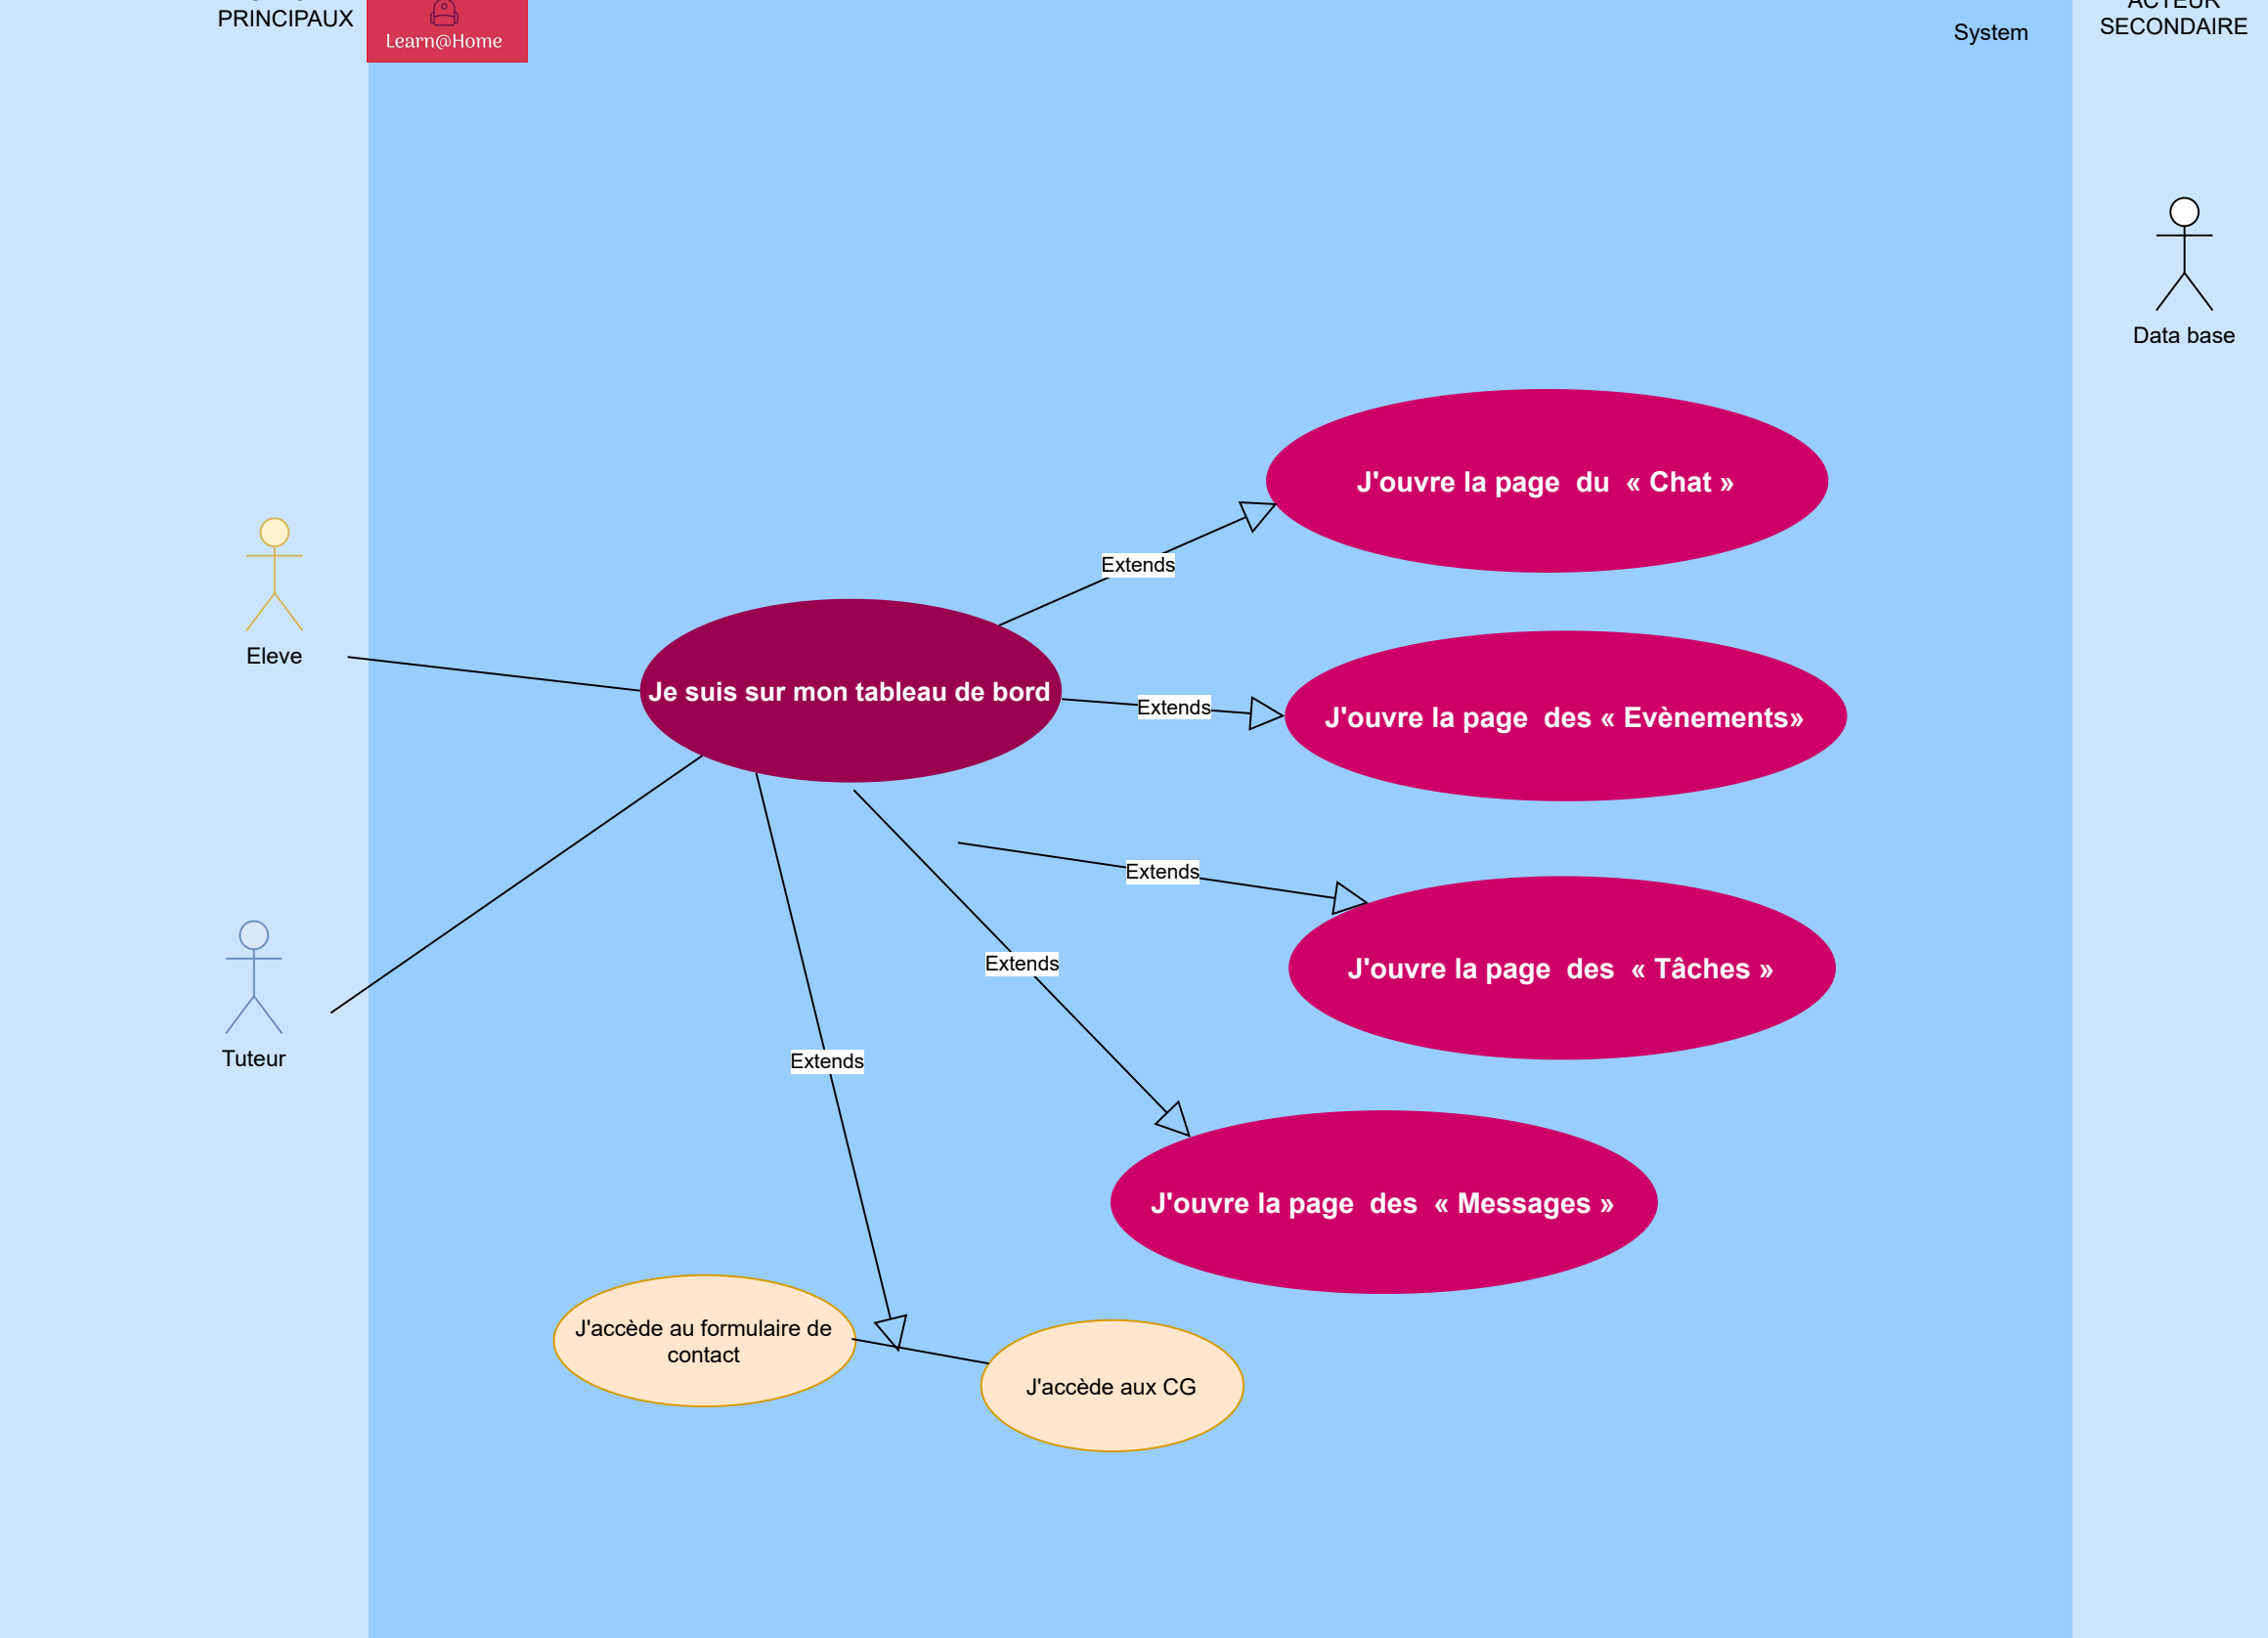 PRINCIPAUX
Learn@Home
System
ACTEUR
SECONDAIRE
Data base
J'ouvre la page  du  « Chat »
Extends
Eleve
Je suis sur mon tableau de bord
Extends
J'ouvre la page  des « Evènements»
Extends
J'ouvre la page  des  « Tâches »
Extends
Tuteur
Extends
J'ouvre la page  des  « Messages »
J'accède au formulaire de
contact
J'accède aux CG